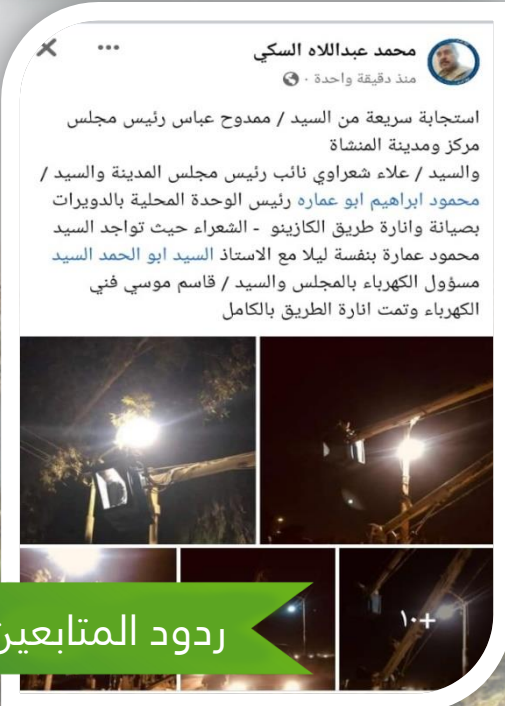 محمد عبداللاه السكي
منذ دقيقة واحدة ·
استجابة سريعة من السيد / ممدوح عباس رئيس مجلس
مركز ومدينة المنشاة
والسيد / علاء شعراوي نائب رئيس مجلس المدينة والسيد /
محمود ابراهيم ابو عماره رئيس الوحدة المحلية بالدويرات
بصيانة وانارة طريق الكازينو - الشعراء حيث تواجد السيد
محمود عمارة بنفسة ليلا مع الاستاذ السيد ابو الحمد السيد
مسؤول الكهرباء بالمجلس والسيد / قاسم موسي فني
الكهرباء وتمت انارة الطريق بالكامل
+١٠
ردود المتابعين